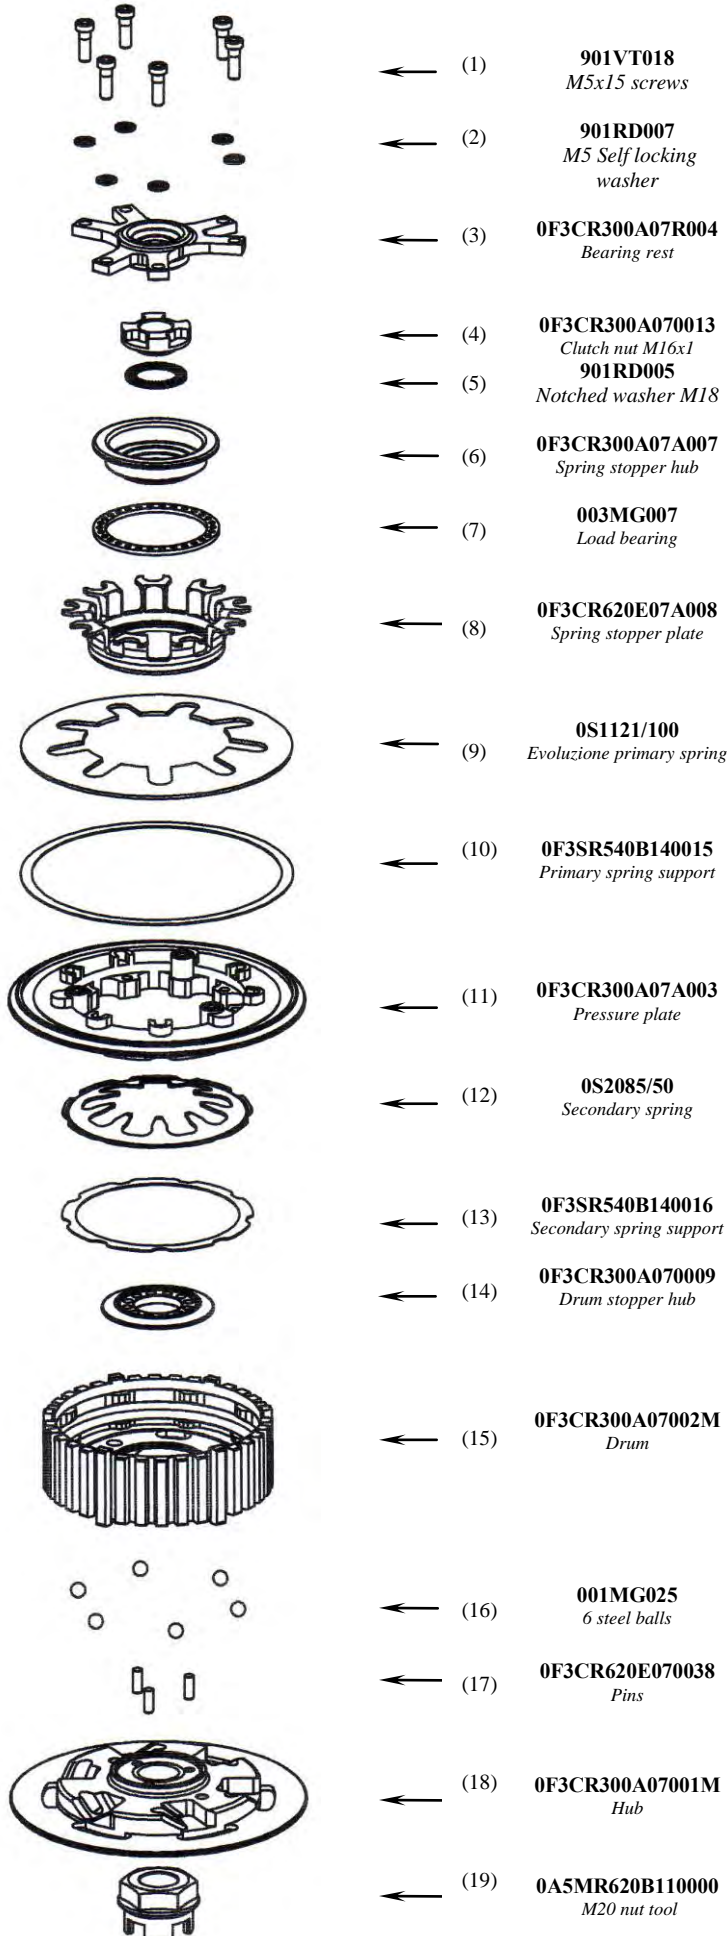 (1) 901VT018
M5x15 screws
(2) 901RD007
M5 Self locking
washer
(3) 0F3CR300A07R004
Bearing rest
(4) 0F3CR300A070013
Clutch nut M16x1
(5) 901RD005
Notched washer M18
(6) 0F3CR300A07A007
Spring stopper hub
(7) 003MG007
Load bearing
(8) 0F3CR620E07A008
Spring stopper plate
(9) 0S1121/100
Evoluzione primary spring
(10) 0F3SR540B140015
Primary spring support
(11) 0F3CR300A07A003
Pressure plate
(12) 0S2085/50
Secondary spring
(13) 0F3SR540B140016
Secondary spring support
(14) 0F3CR300A070009
Drum stopper hub
(15) 0F3CR300A07002M
Drum
(16) 001MG025
6 steel balls
(17) 0F3CR620E070038
Pins
(18) 0F3CR300A07001M
Hub
(19) 0A5MR620B110000
M20 nut tool